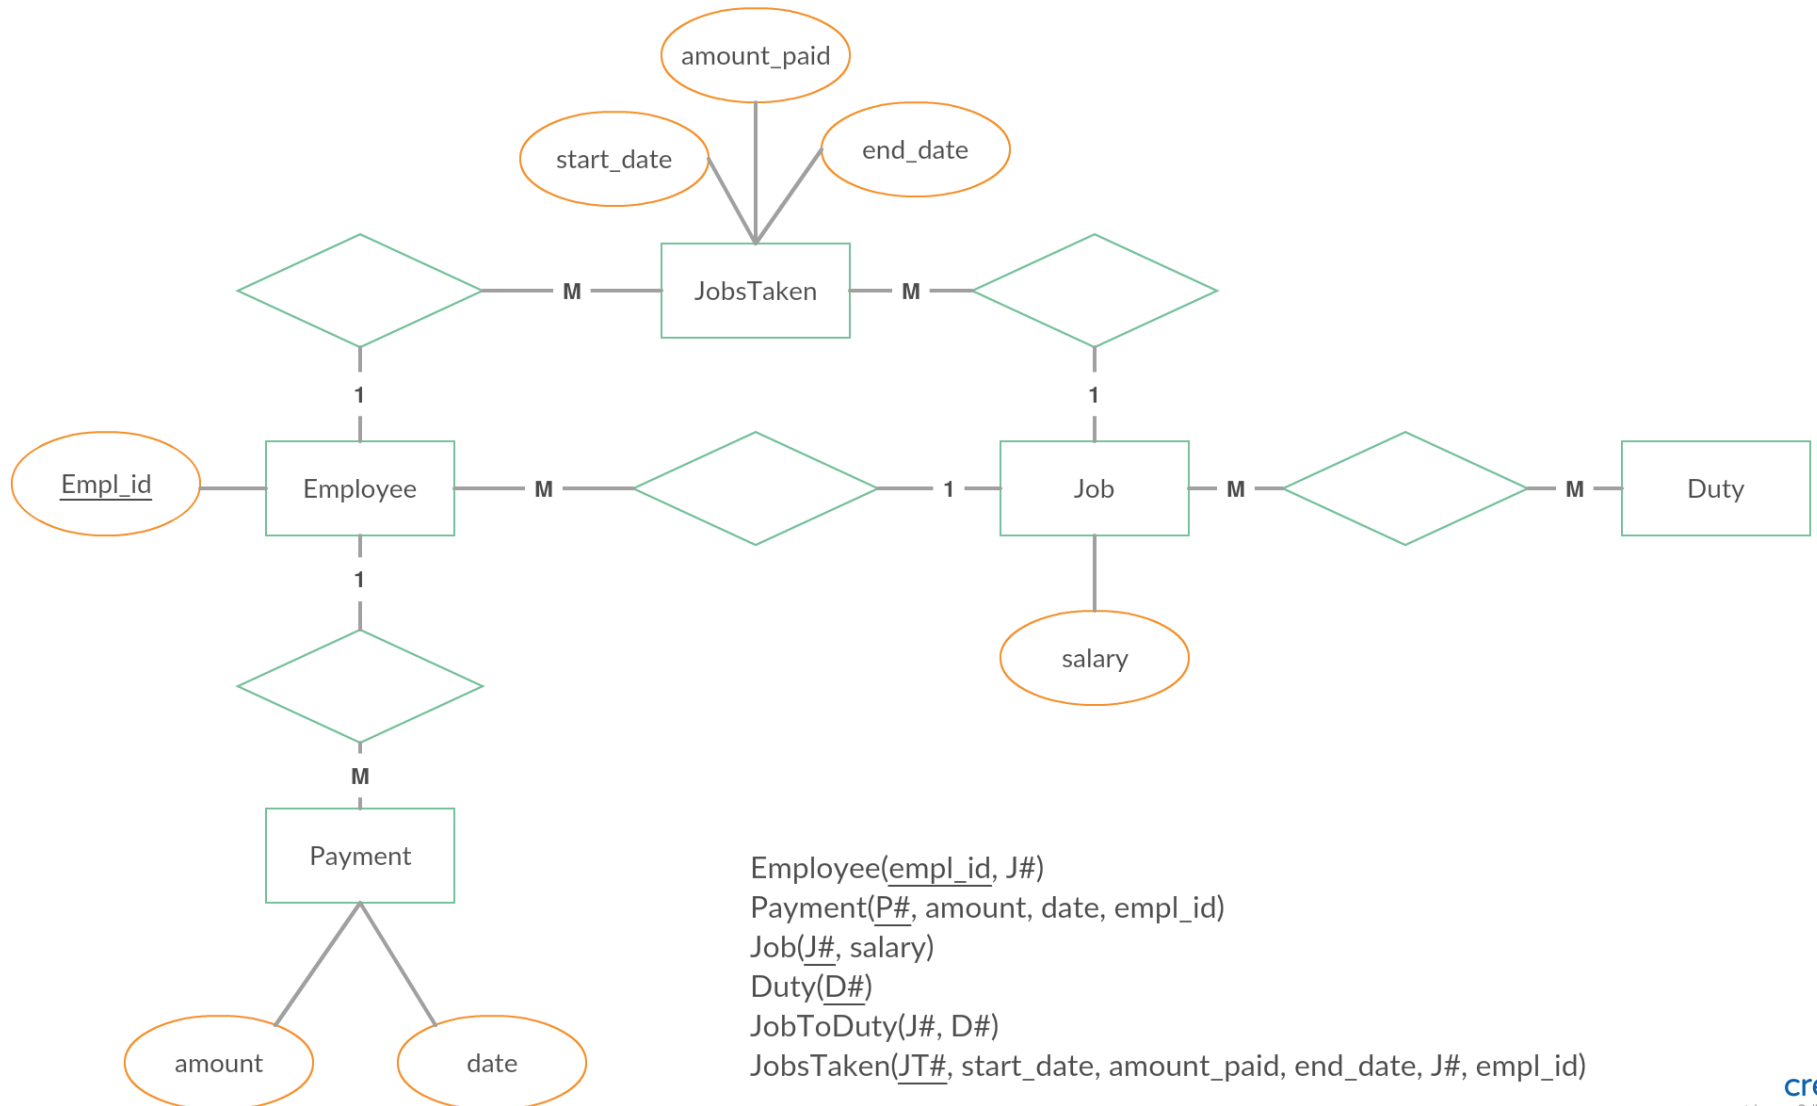 amount_paid
start_date
end_date
M
JobsTaken
M
1
1
Empl_id
Employee
M
1
Job
M
M
Duty
1
salary
M
Payment
amount
date
Employee(empl_id, J#)
Payment(P#, amount, date, empl_id)
Job(J#, salary)
Duty(D#)
JobToDuty(J#, D#)
JobsTaken(JT#, start_date, amount_paid, end_date, J#, empl_id)
cre